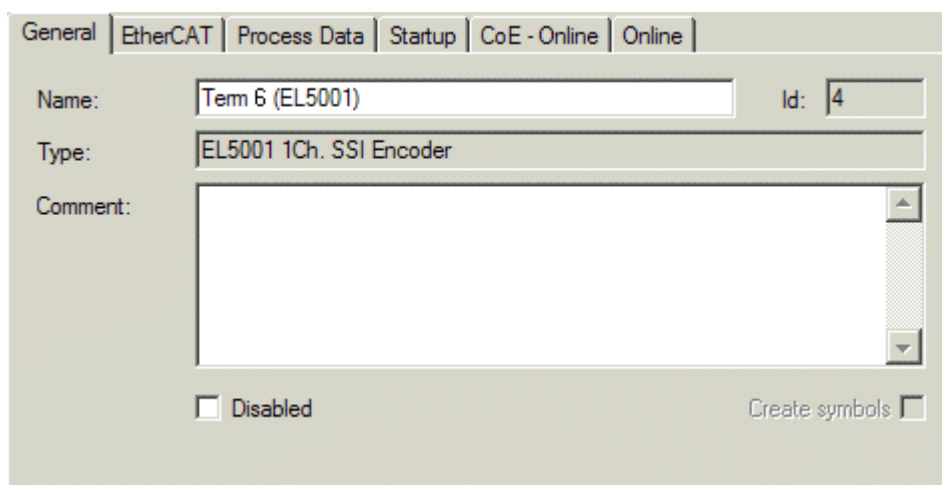 General EtherCAT Process Data Startup CoE - Online Online
Name: Term 6 (EL5001) Id: 4
Type: EL5001 1Ch. SSI Encoder
Comment:
Disabled Create symbols